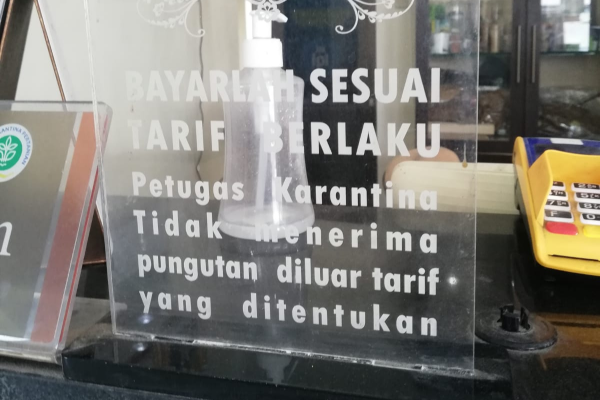 BAYARLAH SESUAI
TARIF BERLAKU
Petugas Karantina
Tidak menerima
pungutan diluar tarif
yang ditentukan